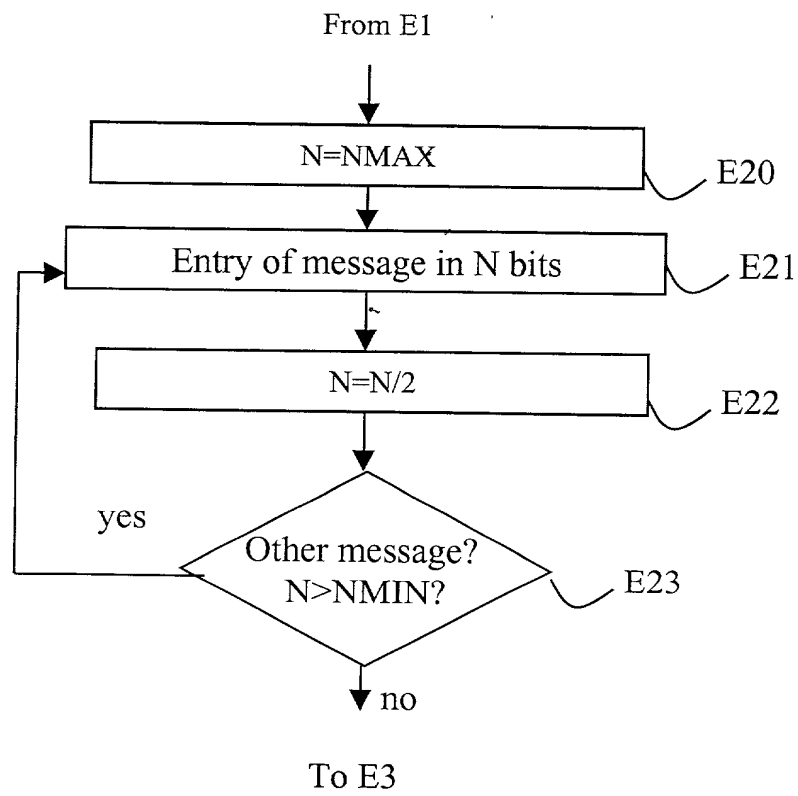 From E1
N=NMAX
E20
Entry of message in N bits
E21
N=N/2
E22
yes
Other message?
N>NMIN?
E23
no
To E3